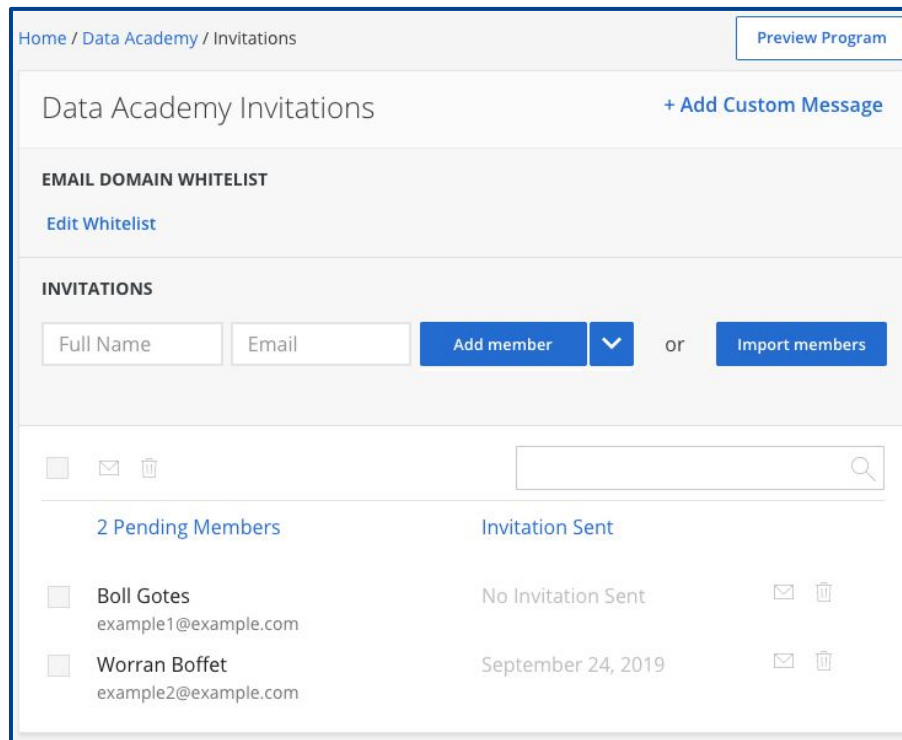 Home / Data Academy / Invitations
Preview Program
Data Academy Invitations
+ Add Custom Message
EMAIL DOMAIN WHITELIST
Edit Whitelist
INVITATIONS
Full Name Email Add member or Import members
2 Pending Members Invitation Sent
Boll Gotes No Invitation Sent
example1@example.com
Worran Boffet September 24, 2019
example2@example.com